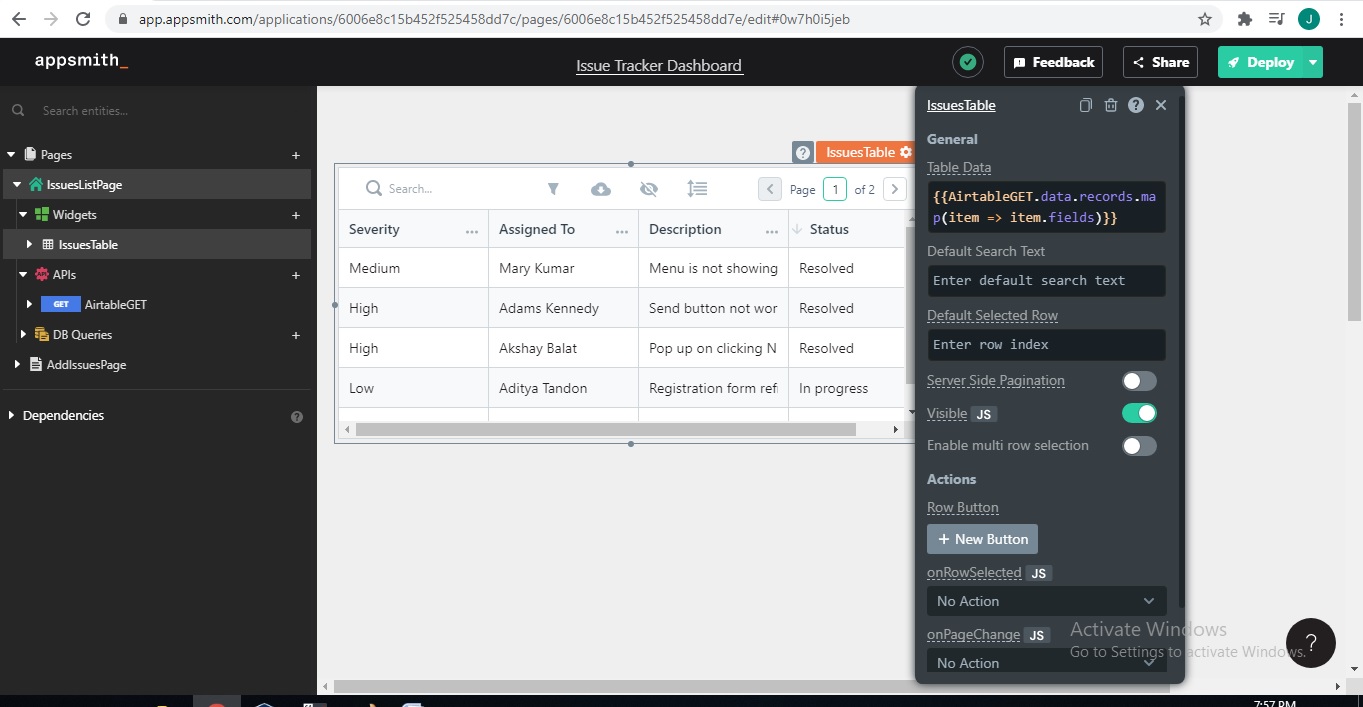 app.appsmith.com/applications/6006e8c15b452f525458dd7c/pages/6006e8c15b452f525458dd7e/edit#0w7h0i5jeb
J
appsmith_
Issue Tracker Dashboard
Feedback
Share
Deploy
Search entities...
Pages
+
IssuesListPage
Widgets
+
IssuesTable
APIs
+
GET AirtableGET
DB Queries
+
AddIssuesPage
Dependencies
?
? IssuesTable
Search...
Page 1 of 2
Severity ... Assigned To ... Description ... Status
Medium Mary Kumar Menu is not showing Resolved
High Adams Kennedy Send button not wor Resolved
High Akshay Balat Pop up on clicking N Resolved
Low Aditya Tandon Registration form refi In progress
IssuesTable
?
General
Table Data
{{AirtableGET.data.records.ma
p(item => item.fields)}}
Default Search Text
Enter default search text
Default Selected Row
Enter row index
Server Side Pagination
Visible JS
Enable multi row selection
Actions
Row Button
+ New Button
onRowSelected JS
No Action
onPageChange JS
No Action
Activate Windows
Go to Settings to activate Windows.
?
7:57 PM